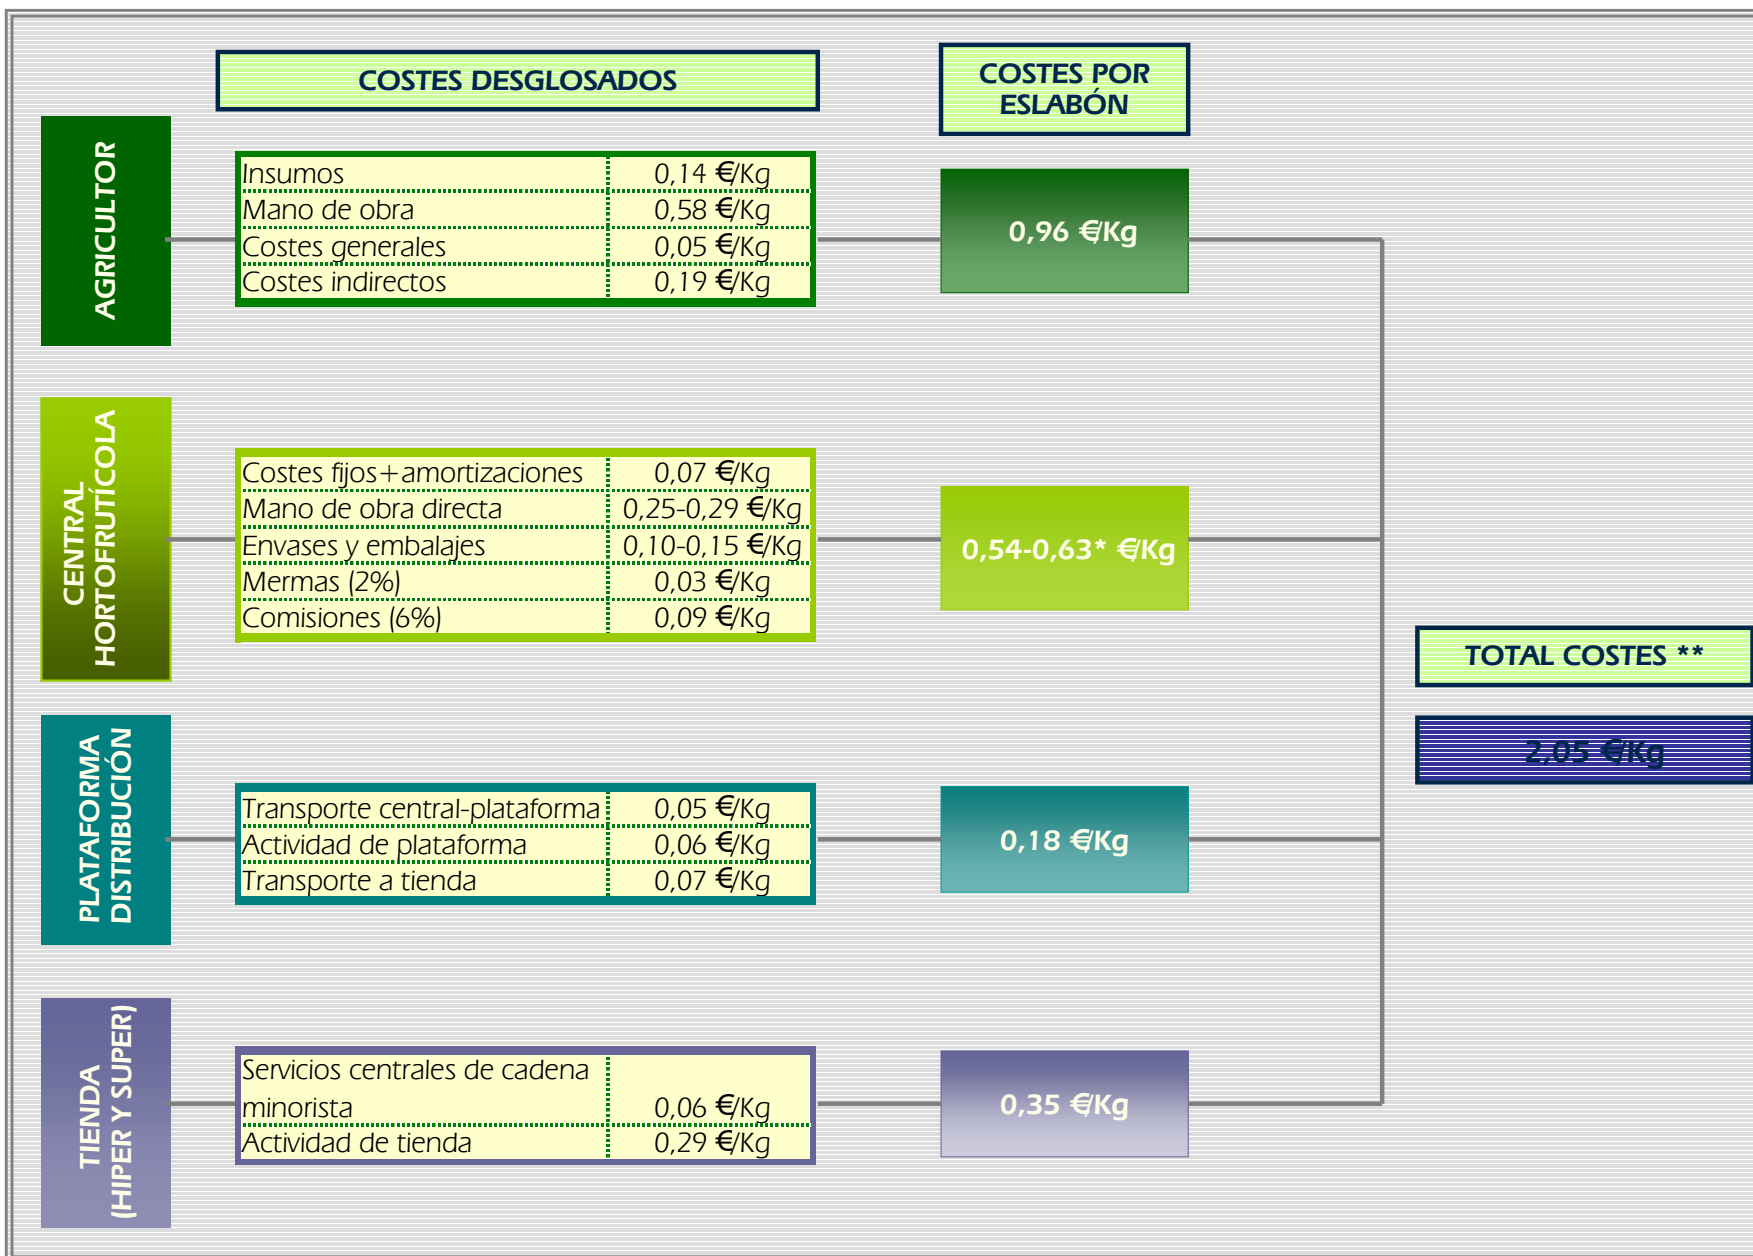 COSTES DESGLOSADOS
COSTES POR
ESLABÓN
AGRICULTOR
Insumos 0,14 €/Kg
Mano de obra 0,58 €/Kg
Costes generales 0,05 €/Kg
Costes indirectos 0,19 €/Kg
0,96 €/Kg
CENTRAL
HORTOFRUTÍCOLA
Costes fijos+amortizaciones 0,07 €/Kg
Mano de obra directa 0,25-0,29 €/Kg
Envases y embalajes 0,10-0,15 €/Kg
Mermas (2%) 0,03 €/Kg
Comisiones (6%) 0,09 €/Kg
0,54-0,63* €/Kg
TOTAL COSTES **
2,05 €/Kg
PLATAFORMA
DISTRIBUCIÓN
Transporte central-plataforma 0,05 €/Kg
Actividad de plataforma 0,06 €/Kg
Transporte a tienda 0,07 €/Kg
0,18 €/Kg
TIENDA
(HIPER Y SUPER)
Servicios centrales de cadena
minorista 0,06 €/Kg
Actividad de tienda 0,29 €/Kg
0,35 €/Kg